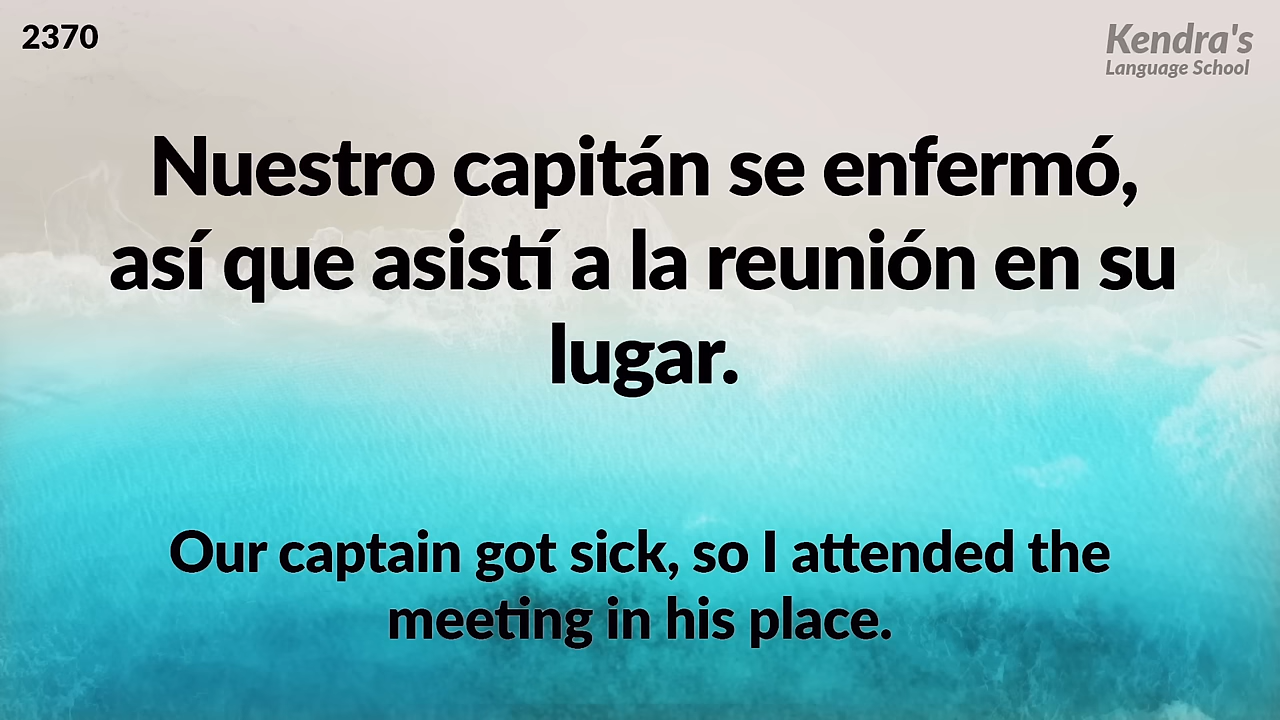 2370
Kendra's
Language School
Nuestro capitán se enfermó,
así que asistí a la reunión en su
lugar.
Our captain got sick, so I attended the
meeting in his place.